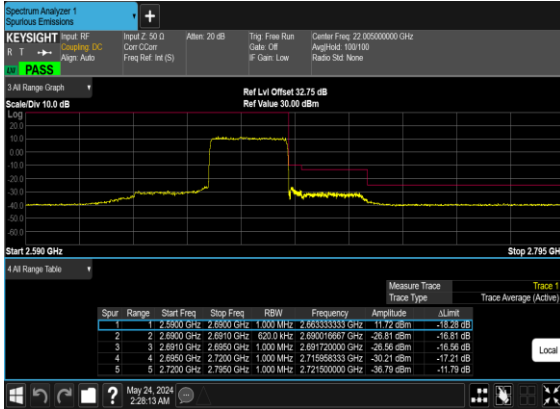 Spectrum Analyzer 1
Spurious Emissions
+
KEYSIGHT Input: RF Input Z: 50 Ω Atten: 20 dB Trig: Free Run Center Freq: 22.005000000 GHz
R T Coupling: DC Corr CCorr Gate: Off Avg|Hold: 100/100
Align: Auto Freq Ref: Int (S) IF Gain: Low Radio Std: None
PASS
3 All Range Graph
Ref Lvl Offset 32.75 dB
Scale/Div 10.0 dB Ref Value 30.00 dBm
Log
20.0
10.0
0.00
-10.0
-20.0
-30.0
-40.0
-50.0
-60.0
Start 2.590 GHz Stop 2.795 GH
4 All Range Table
Measure Trace Trace 1
Trace Type Trace Average (Active)
Spur Range Start Freq Stop Freq RBW Frequency Amplitude ΔLimit
1 1 2.5900 GHz 2.6900 GHz 1.000 MHz 2.663333333 GHz 11.72 dBm -18.28 dB
2 2 2.6900 GHz 2.6910 GHz 620.0 kHz 2.690016667 GHz -26.81 dBm -16.81 dB
3 3 2.6910 GHz 2.6950 GHz 1.000 MHz 2.691720000 GHz -26.56 dBm -16.56 dB
4 4 2.6950 GHz 2.7200 GHz 1.000 MHz 2.715958333 GHz -30.21 dBm -17.21 dB
5 5 2.7200 GHz 2.7950 GHz 1.000 MHz 2.721500000 GHz -36.79 dBm -11.79 dB
Local
?
May 24, 2024
2:28:13 AM